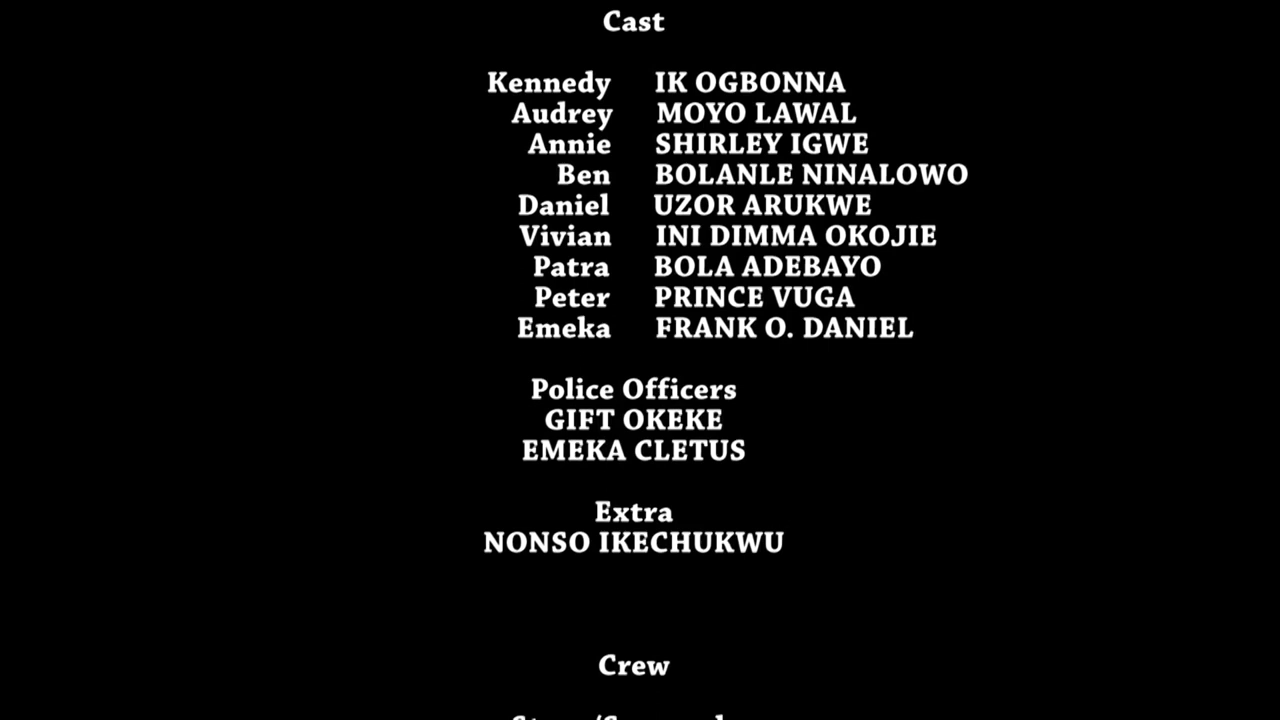 Cast
Kennedy IK OGBONNA
Audrey MOYO LAWAL
Annie SHIRLEY IGWE
Ben BOLANLE NINALOWO
Daniel UZOR ARUKWE
Vivian INI DIMMA OKOJIE
Patra BOLA ADEBAYO
Peter PRINCE VUGA
Emeka FRANK O. DANIEL
Police Officers
GIFT OKEKE
EMEKA CLETUS
Extra
NONSO IKECHUKWU
Crew